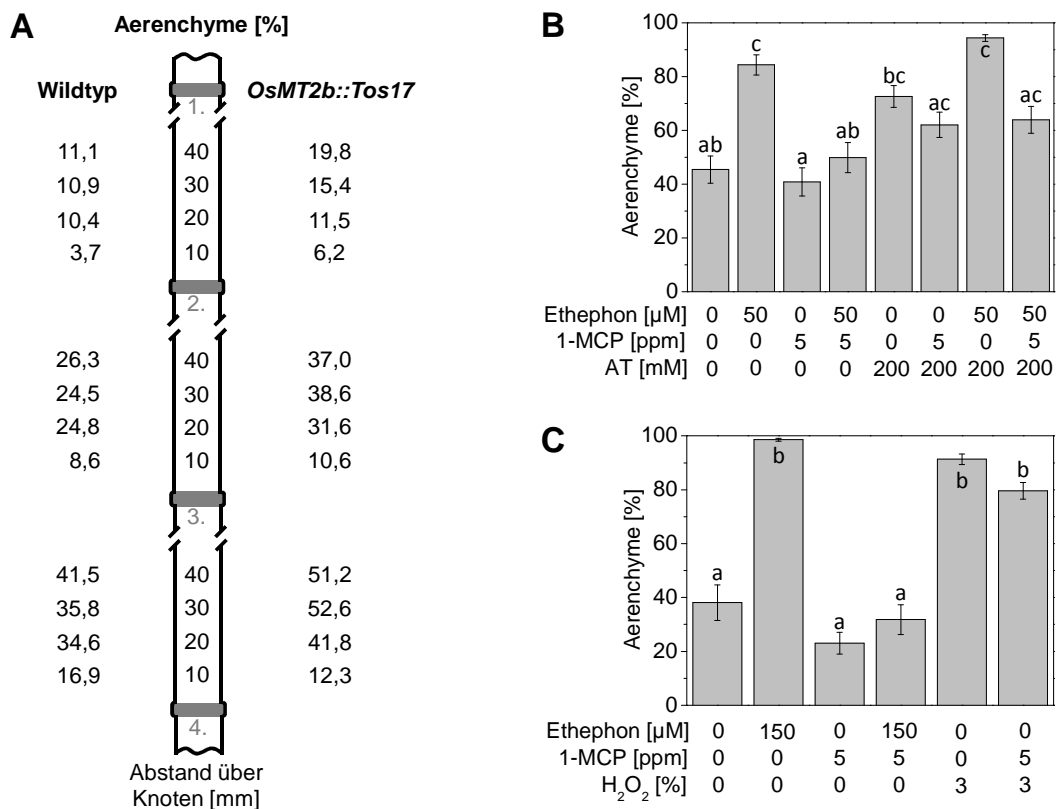 A
Aerenchyme [%]
Wildtyp OsMT2b::Tos17
1.
11,1 40 19,8
10,9 30 15,4
10,4 20 11,5
3,7 10 6,2
2.
26,3 40 37,0
24,5 30 38,6
24,8 20 31,6
8,6 10 10,6
3.
41,5 40 51,2
35,8 30 52,6
34,6 20 41,8
16,9 10 12,3
4.
Abstand über
Knoten [mm]
B
Aerenchyme [%]
100
80
60
40
20
0
ab c a ab bc ac c ac
Ethephon [µM] 0 50 0 50 0 0 50 50
1-MCP [ppm] 0 0 5 5 0 5 0 5
AT [mM] 0 0 0 0 200 200 200 200
C
Aerenchyme [%]
100
80
60
40
20
0
a b a a b b
Ethephon [µM] 0 150 0 150 0 0
1-MCP [ppm] 0 0 5 5 0 5
H₂O₂ [%] 0 0 0 0 3 3